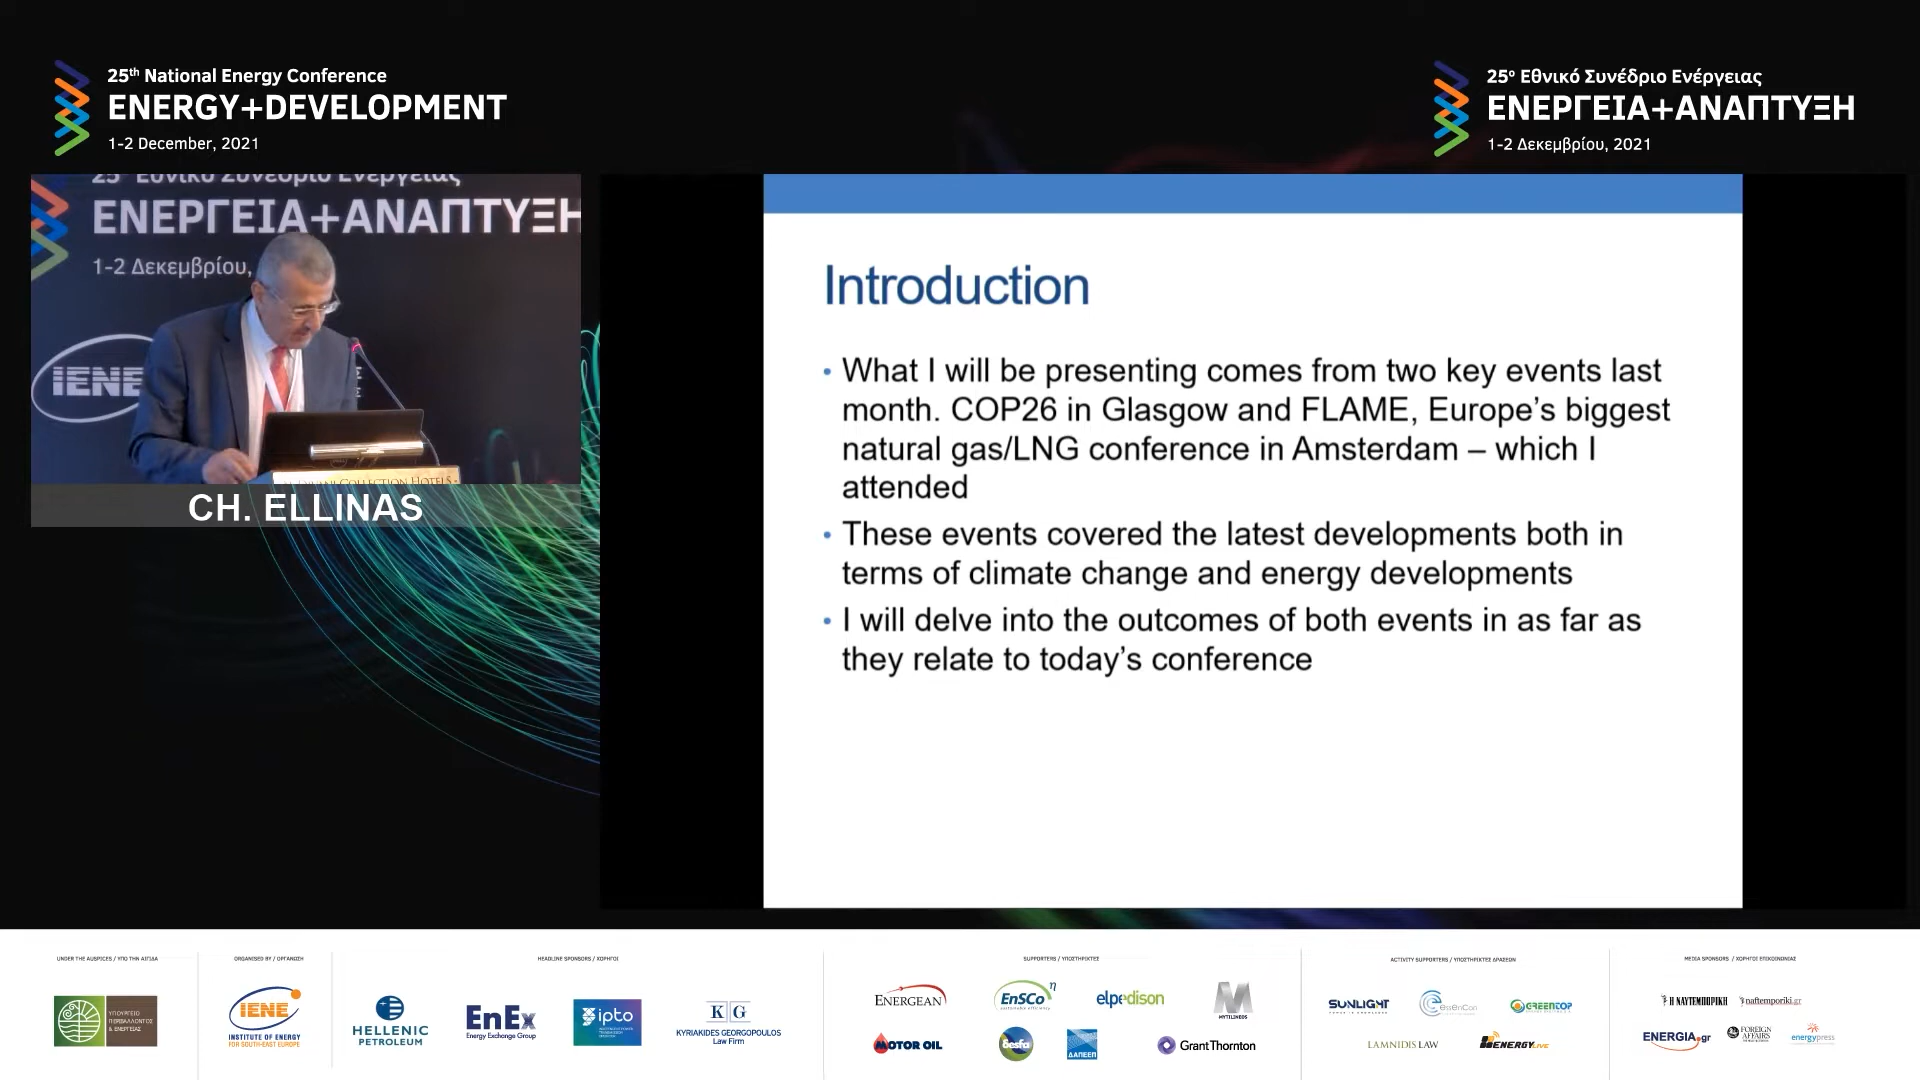 25th National Energy Conference
ENERGY+DEVELOPMENT
1-2 December, 2021
25ο Εθνικό Συνέδριο Ενέργειας
ΕΝΕΡΓΕΙΑ+ΑΝΑΠΤΥΞΗ
1-2 Δεκεμβρίου, 2021
25ο Εθνικό Συνέδριο Ενέργειας
ΕΝΕΡΓΕΙΑ+ΑΝΑΠΤΥΞΗ
1-2 Δεκεμβρίου,
IENE
COLLECTION HOTELS
CH. ELLINAS
Introduction
• What I will be presenting comes from two key events last
month. COP26 in Glasgow and FLAME, Europe’s biggest
natural gas/LNG conference in Amsterdam – which I
attended
• These events covered the latest developments both in
terms of climate change and energy developments
• I will delve into the outcomes of both events in as far as
they relate to today’s conference
UNDER THE AUSPICES / ΥΠΟ ΤΗΝ ΑΙΓΙΔΑ
ΥΠΟΥΡΓΕΙΟ
ΠΕΡΙΒΑΛΛΟΝΤΟΣ
& ΕΝΕΡΓΕΙΑΣ
ORGANISED BY / ΟΡΓΑΝΩΣΗ
IENE
INSTITUTE OF ENERGY
FOR SOUTH-EAST EUROPE
HEADLINE SPONSORS / ΧΟΡΗΓΟΙ
HELLENIC
PETROLEUM
EnEx
Energy Exchange Group
ipto
K G
KYRIAKIDES GEORGOPOULOS
Law Firm
SUPPORTERS / ΥΠΟΣΤΗΡΙΚΤΕΣ
ENERGEAN
EnSCo η
elpedison
MYTILINEOS
MOTOR OIL
desfa
ΔΑΠΕΕΠ
GrantThornton
ACTIVITY SUPPORTERS / ΥΠΟΣΤΗΡΙΚΤΕΣ ΔΡΑΣΕΩΝ
SUNLIGHT
GREENTOP
LAMNIDIS LAW
ENERGYLIVE
MEDIA SPONSORS / ΧΟΡΗΓΟΙ ΕΠΙΚΟΙΝΩΝΙΑΣ
Η ΝΑΥΤΕΜΠΟΡΙΚΗ
naftemporiki.gr
ENERGIA.gr
FOREIGN
AFFAIRS
energypress